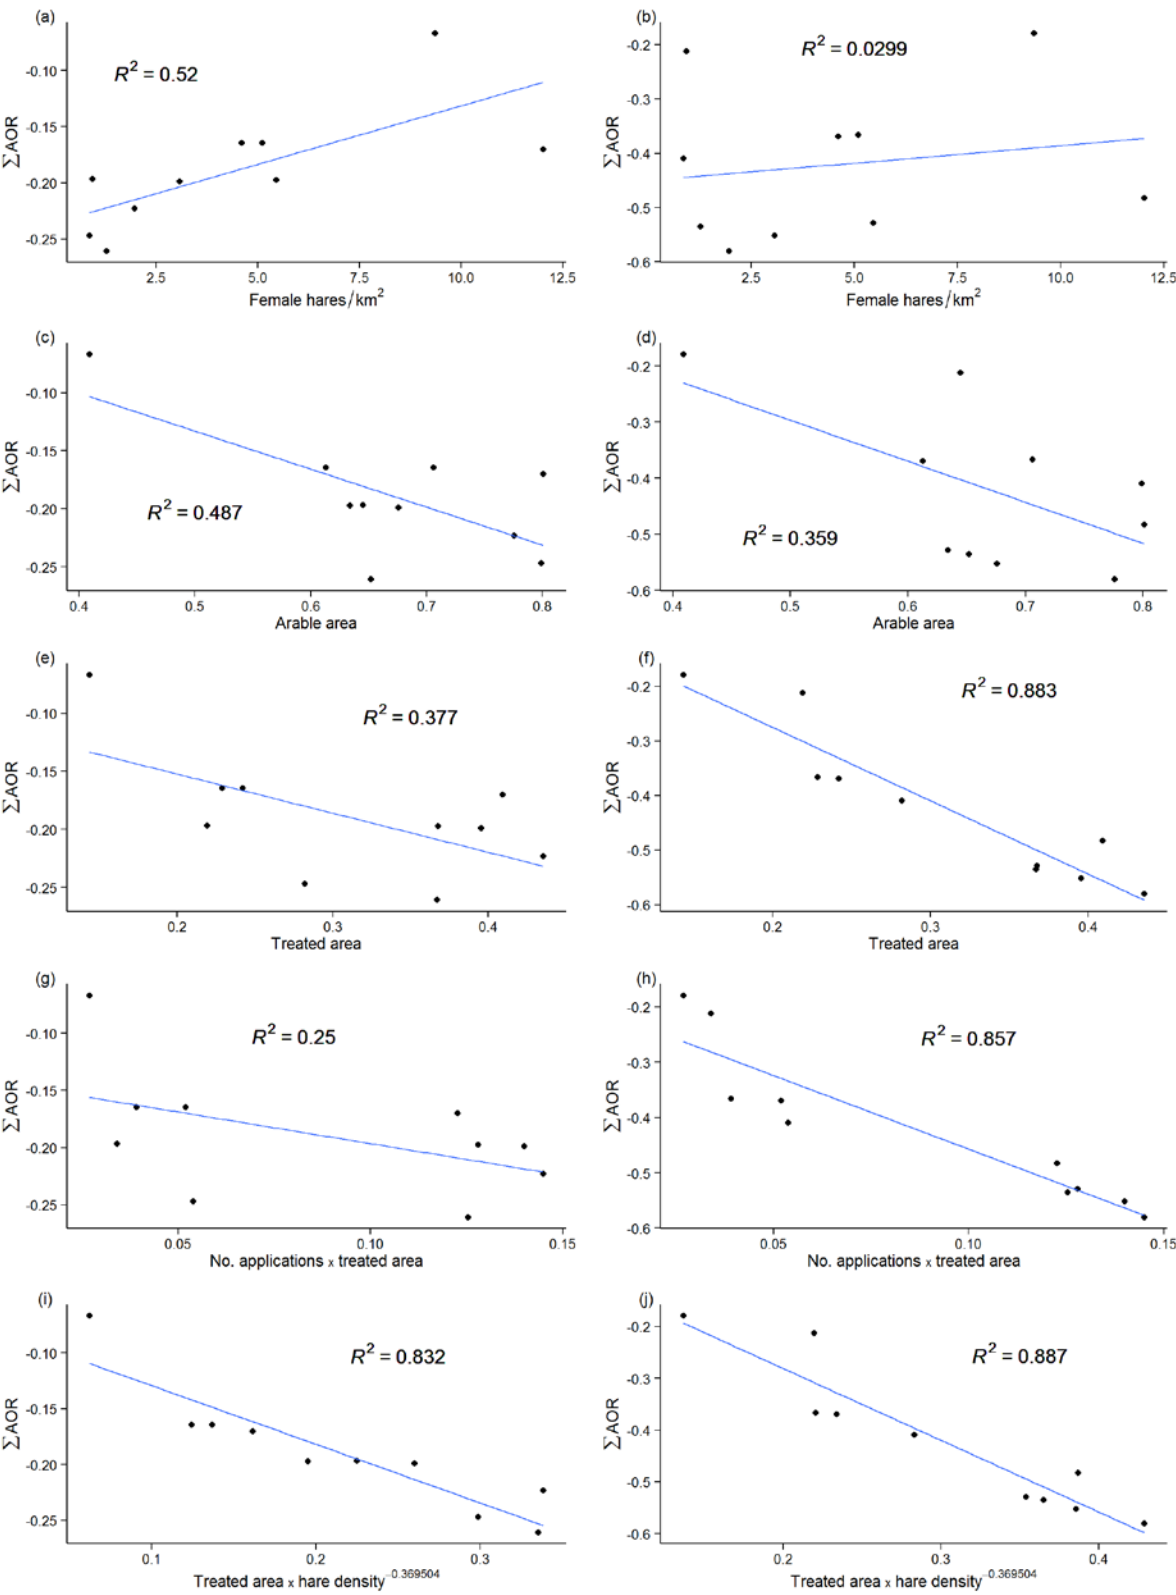 (a)
R² = 0.52
ΣAOR
-0.10
-0.15
-0.20
-0.25
2.5 5.0 7.5 10.0 12.5
Female hares/km²
(b)
R² = 0.0299
ΣAOR
-0.2
-0.3
-0.4
-0.5
-0.6
2.5 5.0 7.5 10.0 12.5
Female hares/km²
(c)
R² = 0.487
ΣAOR
-0.10
-0.15
-0.20
-0.25
0.4 0.5 0.6 0.7 0.8
Arable area
(d)
R² = 0.359
ΣAOR
-0.2
-0.3
-0.4
-0.5
-0.6
0.4 0.5 0.6 0.7 0.8
Arable area
(e)
R² = 0.377
ΣAOR
-0.10
-0.15
-0.20
-0.25
0.2 0.3 0.4
Treated area
(f)
R² = 0.883
ΣAOR
-0.2
-0.3
-0.4
-0.5
-0.6
0.2 0.3 0.4
Treated area
(g)
R² = 0.25
ΣAOR
-0.10
-0.15
-0.20
-0.25
0.05 0.10 0.15
No. applications × treated area
(h)
R² = 0.857
ΣAOR
-0.2
-0.3
-0.4
-0.5
-0.6
0.05 0.10 0.15
No. applications × treated area
(i)
R² = 0.832
ΣAOR
-0.10
-0.15
-0.20
-0.25
0.1 0.2 0.3
Treated area × hare density⁻⁰·³⁶⁹⁵⁰⁴
(j)
R² = 0.887
ΣAOR
-0.2
-0.3
-0.4
-0.5
-0.6
0.2 0.3 0.4
Treated area × hare density⁻⁰·³⁶⁹⁵⁰⁴